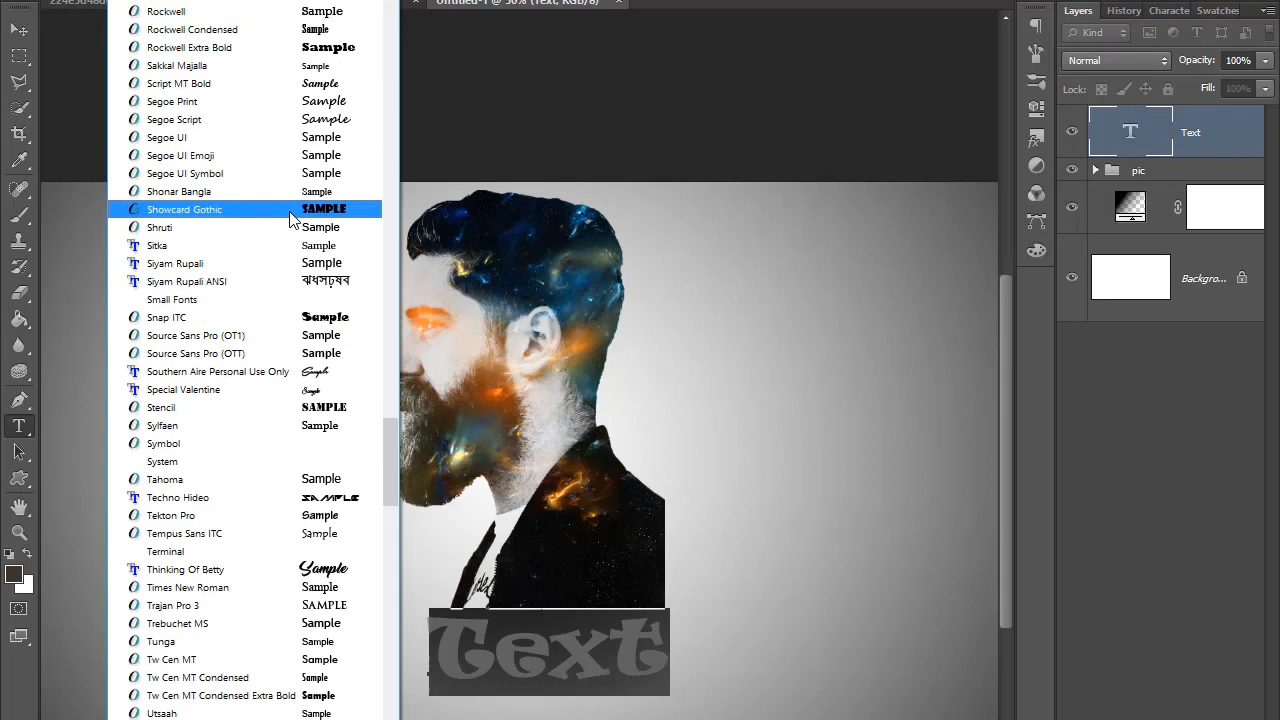 Untitled-1 @ 50% (Text, RGB/8)
Rockwell Sample
Rockwell Condensed Sample
Rockwell Extra Bold Sample
Sakkal Majalla Sample
Script MT Bold Sample
Segoe Print Sample
Segoe Script Sample
Segoe UI Sample
Segoe UI Emoji Sample
Segoe UI Symbol Sample
Shonar Bangla Sample
Showcard Gothic SAMPLE
Shruti Sample
Sitka Sample
Siyam Rupali Sample
Siyam Rupali ANSI ঝধসঢ়ষব
Small Fonts
Snap ITC Sample
Source Sans Pro (OT1) Sample
Source Sans Pro (OTT) Sample
Southern Aire Personal Use Only Sample
Special Valentine Sample
Stencil SAMPLE
Sylfaen Sample
Symbol
System
Tahoma Sample
Techno Hideo SAMPLE
Tekton Pro Sample
Tempus Sans ITC Sample
Terminal
Thinking Of Betty Sample
Times New Roman Sample
Trajan Pro 3 SAMPLE
Trebuchet MS Sample
Tunga Sample
Tw Cen MT Sample
Tw Cen MT Condensed Sample
Tw Cen MT Condensed Extra Bold Sample
Utsaah Sample
Text
Layers History Characte Swatches
Kind
Normal Opacity: 100%
Lock: Fill: 100%
T Text
pic
Backgro...